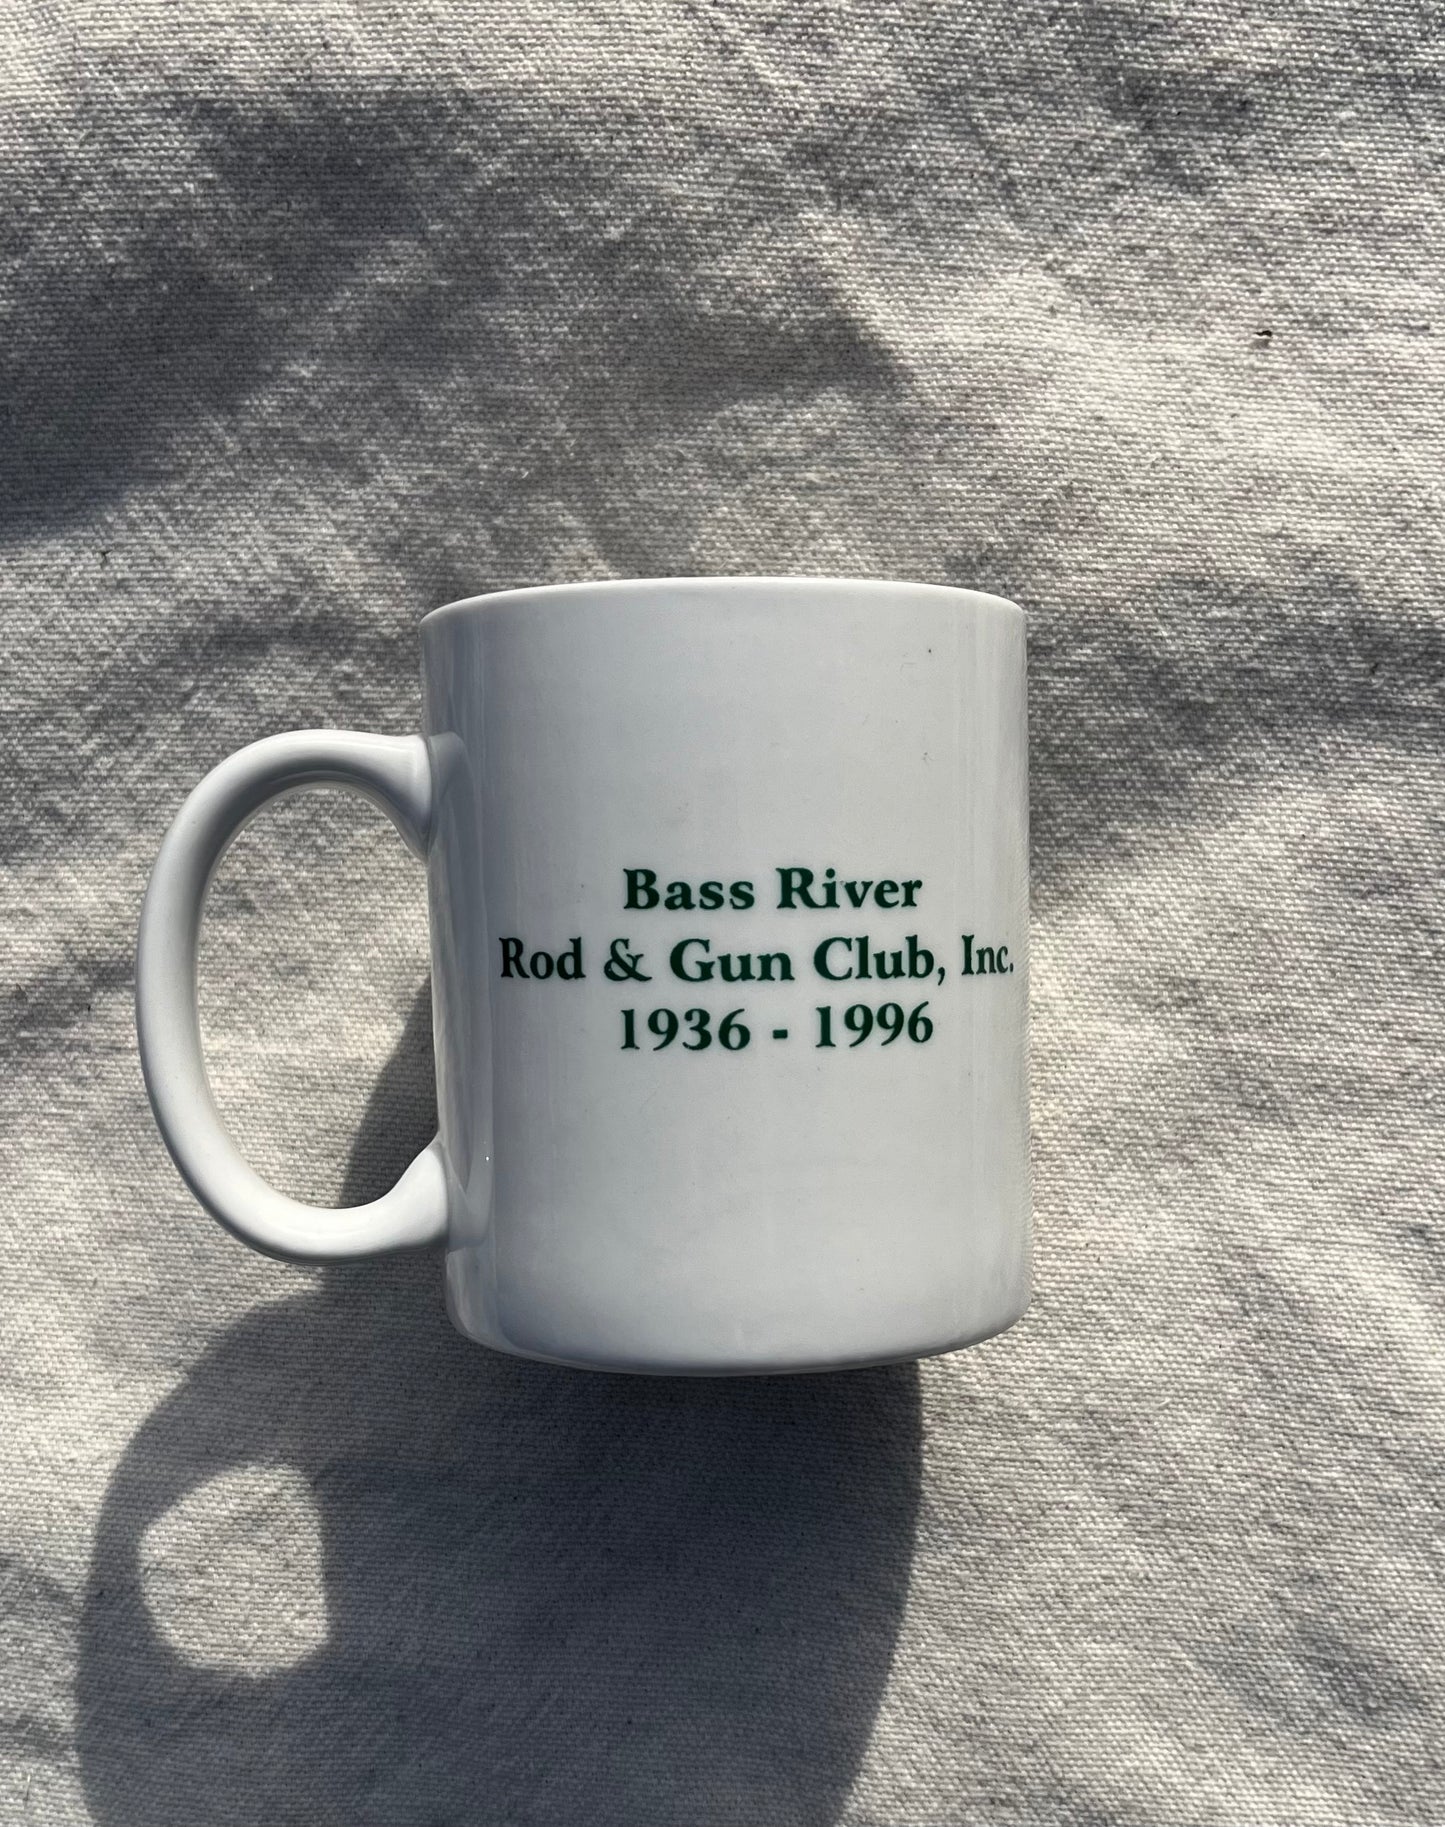 Bass River
Rod & Gun Club, Inc.
1936 - 1996